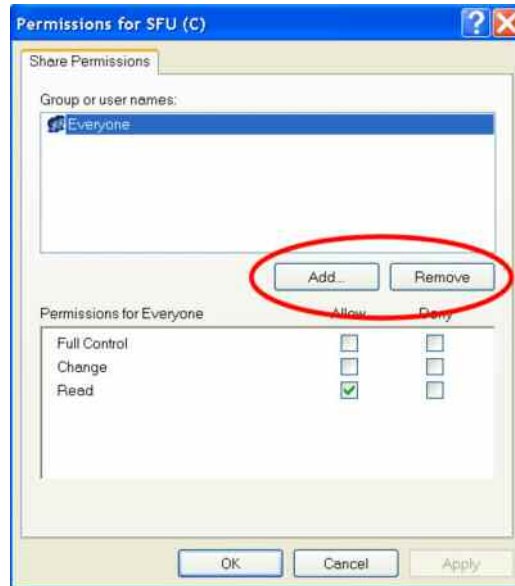 Permissions for SFU (C)
Share Permissions
Group or user names:
Everyone
Add...
Remove
Permissions for Everyone
Allow
Deny
Full Control
Change
Read
OK
Cancel
Apply